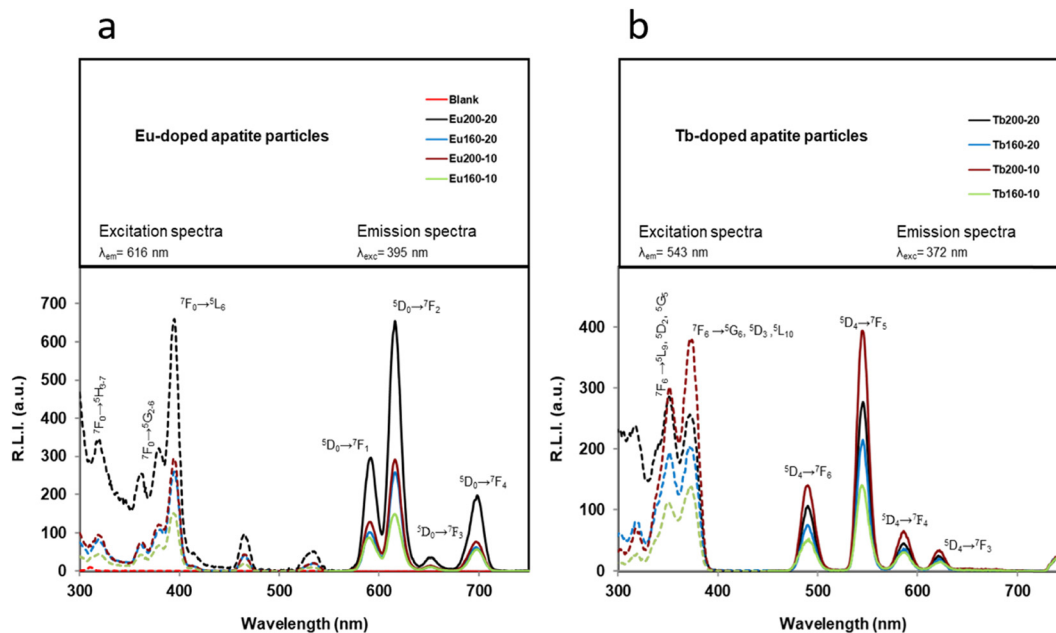 a
Eu-doped apatite particles
Blank
Eu200-20
Eu160-20
Eu200-10
Eu160-10
Excitation spectra
λem= 616 nm
Emission spectra
λexc= 395 nm
R.L.I. (a.u.)
700
600
500
400
300
200
100
0
⁷F₀→⁵H₃₋₇
⁷F₀→⁵G₂₋₆
⁷F₀→⁵L₆
⁵D₀→⁷F₁
⁵D₀→⁷F₂
⁵D₀→⁷F₃
⁵D₀→⁷F₄
300
400
500
600
700
Wavelength (nm)
b
Tb-doped apatite particles
Tb200-20
Tb160-20
Tb200-10
Tb160-10
Excitation spectra
λem= 543 nm
Emission spectra
λexc= 372 nm
R.L.I. (a.u.)
400
300
200
100
0
⁷F₆→⁵L₉, ⁵D₂, ⁵G₅
⁷F₆→⁵G₆, ⁵D₃ ,⁵L₁₀
⁵D₄→⁷F₆
⁵D₄→⁷F₅
⁵D₄→⁷F₄
⁵D₄→⁷F₃
300
400
500
600
700
Wavelength (nm)